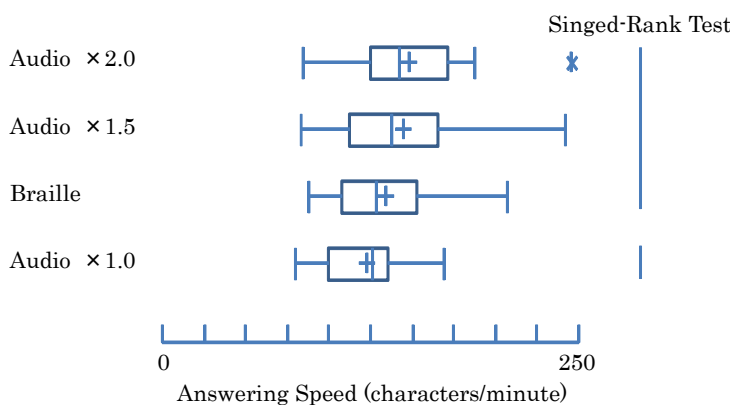 Singed-Rank Test
Audio ×2.0
Audio ×1.5
Braille
Audio ×1.0
0 250
Answering Speed (characters/minute)